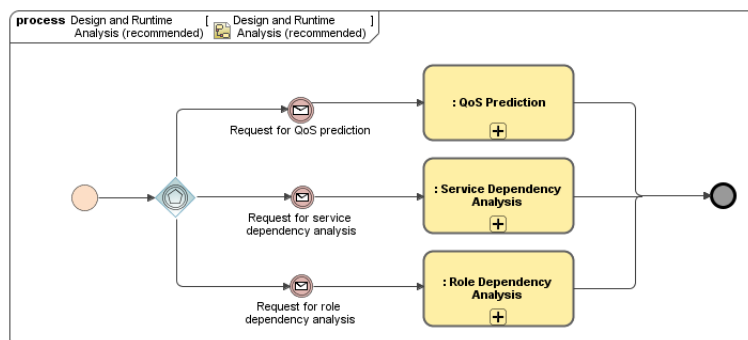 process Design and Runtime [ Design and Runtime ]
Analysis (recommended) Analysis (recommended)
: QoS Prediction
Request for QoS prediction
: Service Dependency
Analysis
Request for service
dependency analysis
: Role Dependency
Analysis
Request for role
dependency analysis